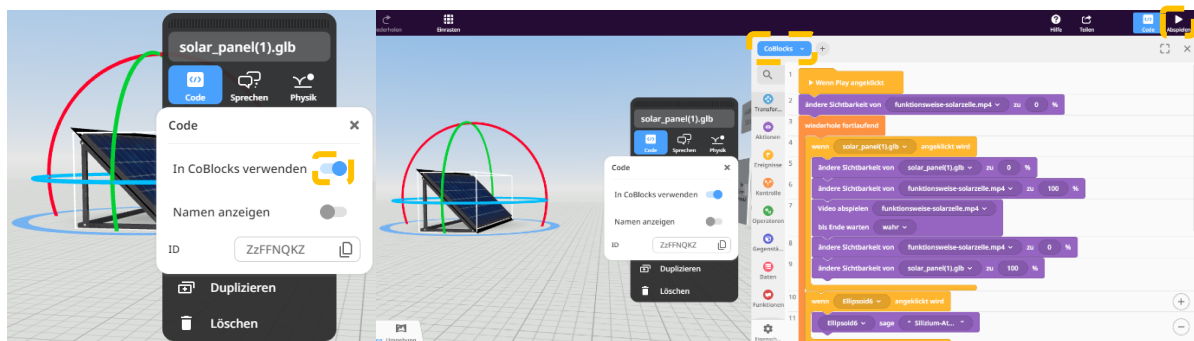 solar_panel(1).glb
Code Sprechen Physik
Code
In CoBlocks verwenden
Namen anzeigen
ID ZzFFNQKZ
Duplizieren
Löschen
Einrasten
Hilfe Teilen Code Abspielen
solar_panel(1).glb
Code Sprechen Physik
Code
In CoBlocks verwenden
Namen anzeigen
ID ZzFFNQKZ
Duplizieren
Löschen
CoBlocks
Transfor...
Aktionen
Ereignisse
Kontrolle
Operatoren
Gegenstä...
Daten
Funktionen
1 Wenn Play angeklickt
2 ändere Sichtbarkeit von funktionsweise-solarzelle.mp4 zu 0 %
3 wiederhole fortlaufend
4 wenn solar_panel(1).glb angeklickt wird
5 ändere Sichtbarkeit von solar_panel(1).glb zu 0 %
6 ändere Sichtbarkeit von funktionsweise-solarzelle.mp4 zu 100 %
7 Video abspielen funktionsweise-solarzelle.mp4
bis Ende warten wahr
8 ändere Sichtbarkeit von funktionsweise-solarzelle.mp4 zu 0 %
9 ändere Sichtbarkeit von solar_panel(1).glb zu 100 %
10 wenn Ellipsoid6 angeklickt wird
11 Ellipsoid6 sage " Silizium-At... "